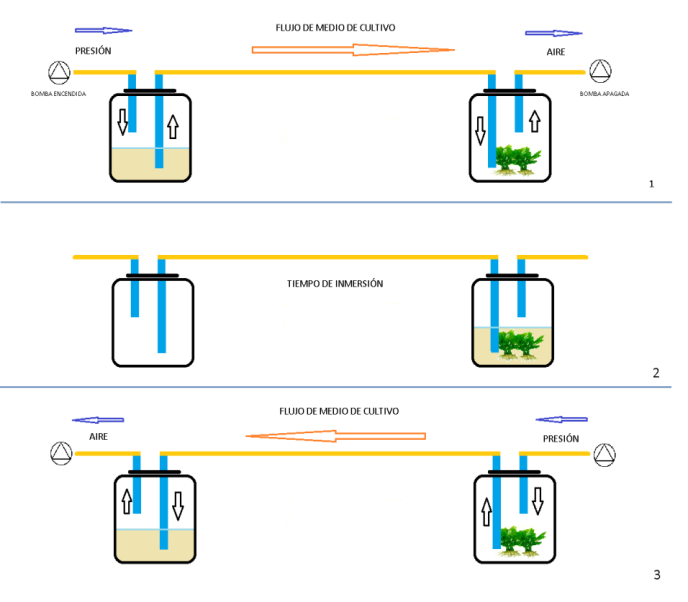 FLUJO DE MEDIO DE CULTIVO
PRESIÓN
AIRE
BOMBA ENCENDIDA
BOMBA APAGADA
1
TIEMPO DE INMERSIÓN
2
FLUJO DE MEDIO DE CULTIVO
AIRE
PRESIÓN
3